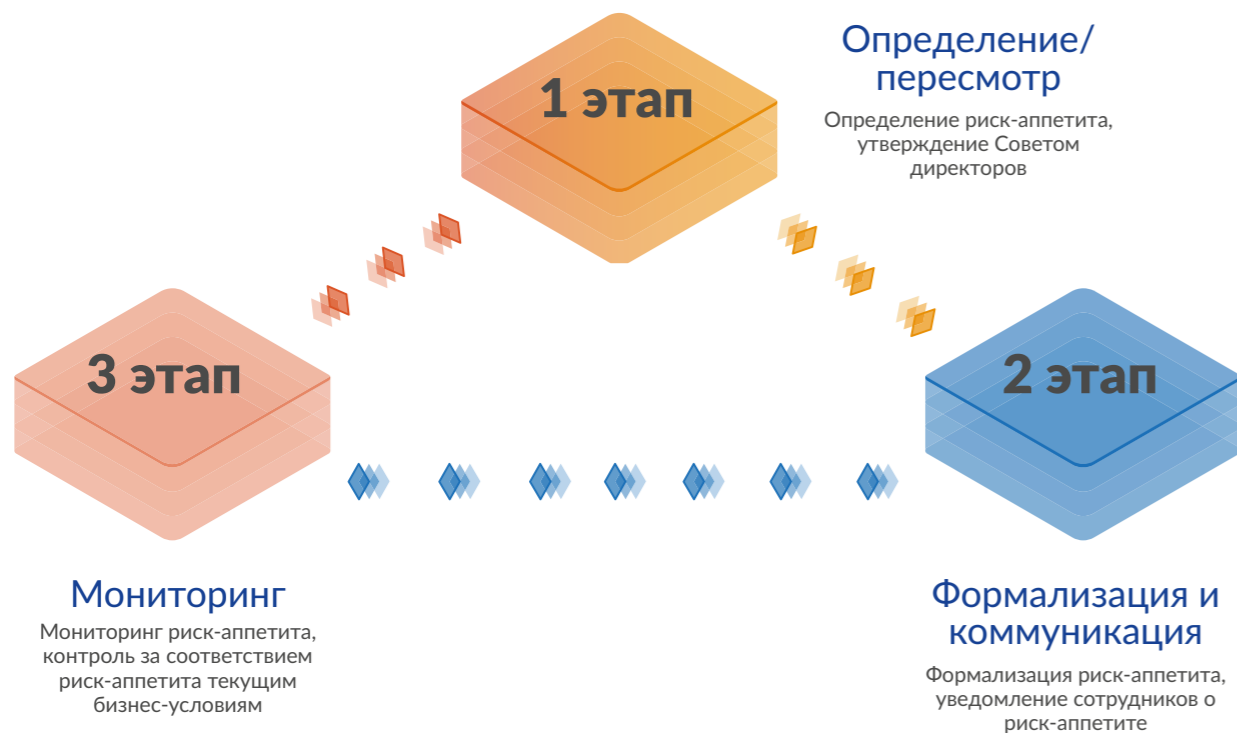 1 этап
Определение/
пересмотр
Определение риск-аппетита,
утверждение Советом
директоров
3 этап
2 этап
Мониторинг
Мониторинг риск-аппетита,
контроль за соответствием
риск-аппетита текущим
бизнес-условиям
Формализация и
коммуникация
Формализация риск-аппетита,
уведомление сотрудников о
риск-аппетите